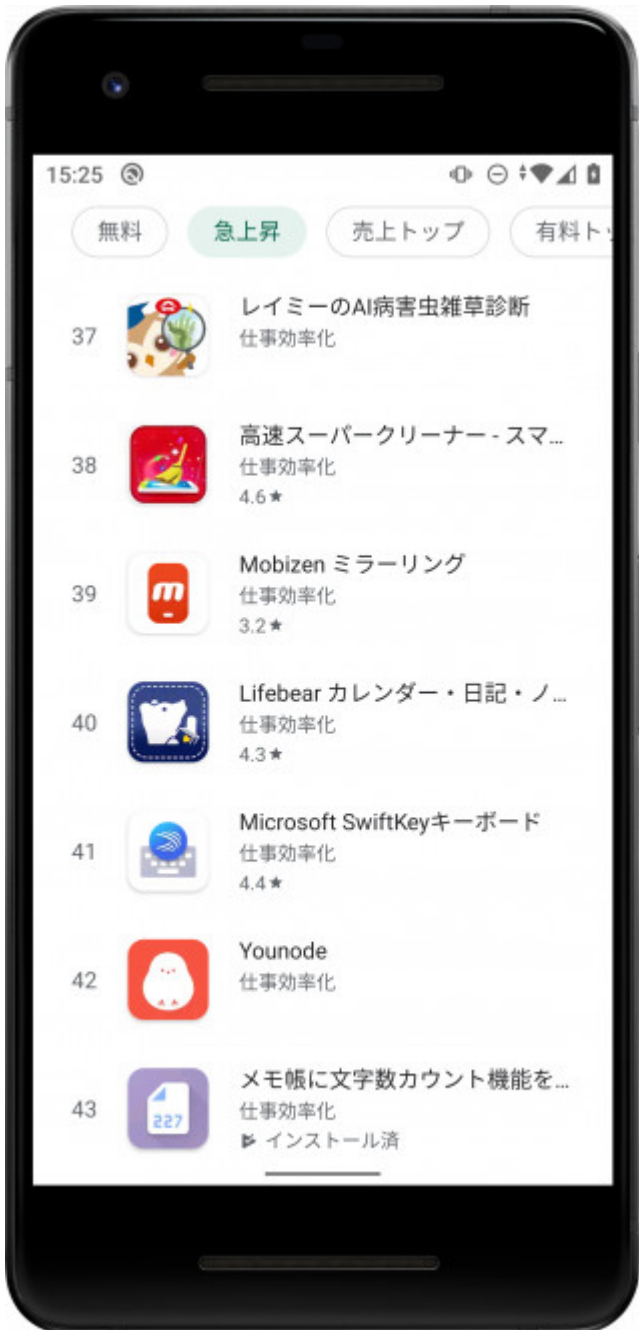 15:25
無料
急上昇
売上トップ
有料トッ
37
レイミーのAI病害虫雑草診断
仕事効率化
38
高速スーパークリーナー - スマ...
仕事効率化
4.6★
39
Mobizen ミラーリング
仕事効率化
3.2★
40
Lifebear カレンダー・日記・ノ...
仕事効率化
4.3★
41
Microsoft SwiftKeyキーボード
仕事効率化
4.4★
42
Younode
仕事効率化
43
227
メモ帳に文字数カウント機能を...
仕事効率化
インストール済